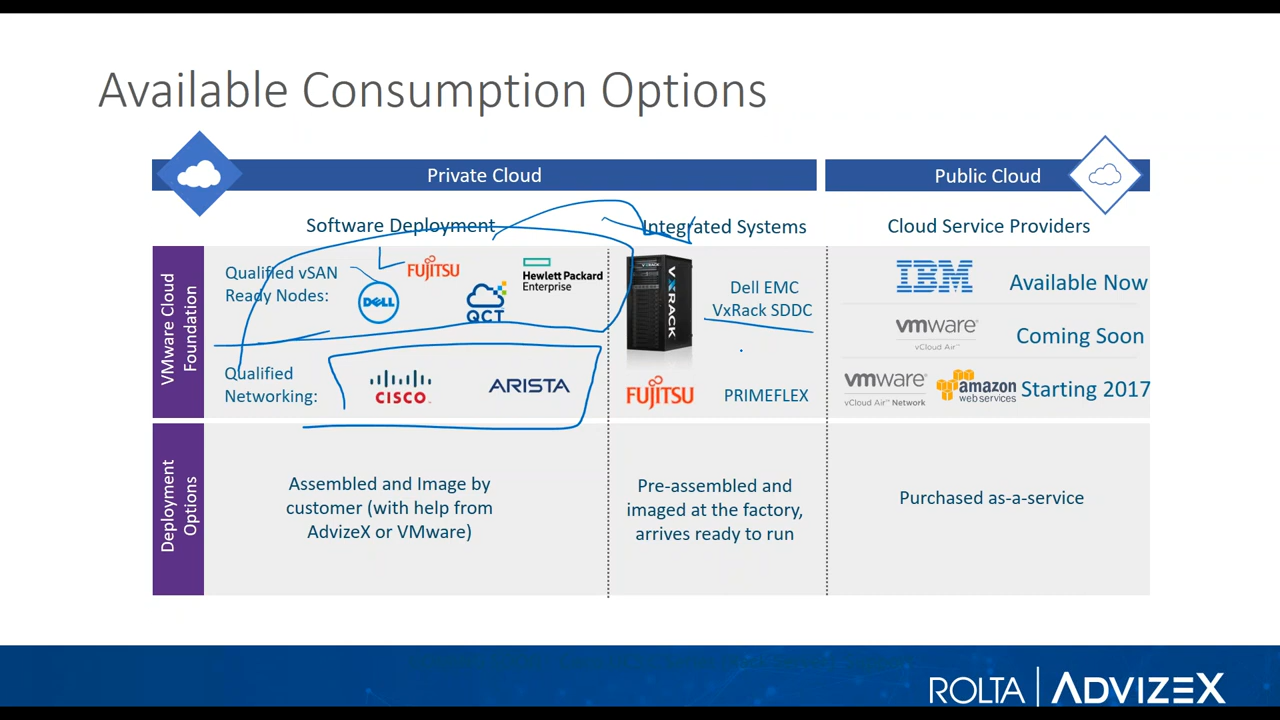 Available Consumption Options
Private Cloud
Public Cloud
Software Deployment
Integrated Systems
Cloud Service Providers
VMware Cloud
Foundation
Qualified vSAN
Ready Nodes:
DELL
FUJITSU
QCT
Hewlett Packard
Enterprise
Qualified
Networking:
CISCO
ARISTA
VXRACK
VXRACK
Dell EMC
VxRack SDDC
FUJITSU
PRIMEFLEX
IBM
Available Now
vmware
vCloud Air™
Coming Soon
vmware
vCloud Air™ Network
amazon
web services
Starting 2017
Deployment
Options
Assembled and Image by
customer (with help from
AdvizeX or VMware)
Pre-assembled and
imaged at the factory,
arrives ready to run
Purchased as-a-service
ROLTA | ADVIZEX